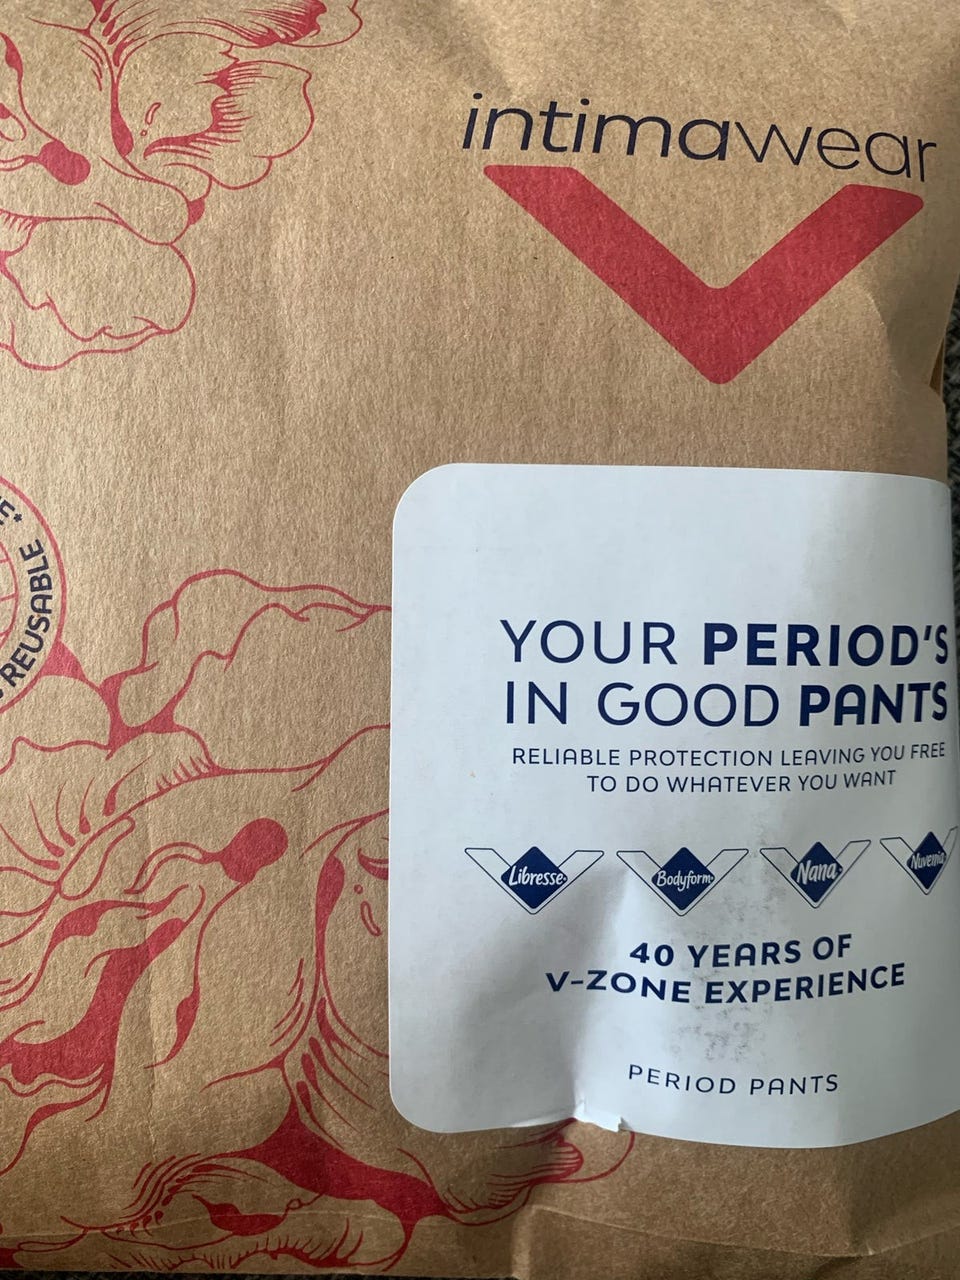 intimawear
REUSABLE
YOUR PERIOD'S
IN GOOD PANTS
RELIABLE PROTECTION LEAVING YOU FREE
TO DO WHATEVER YOU WANT
Libresse
Bodyform
Nana
Nuvenia
40 YEARS OF
V-ZONE EXPERIENCE
PERIOD PANTS